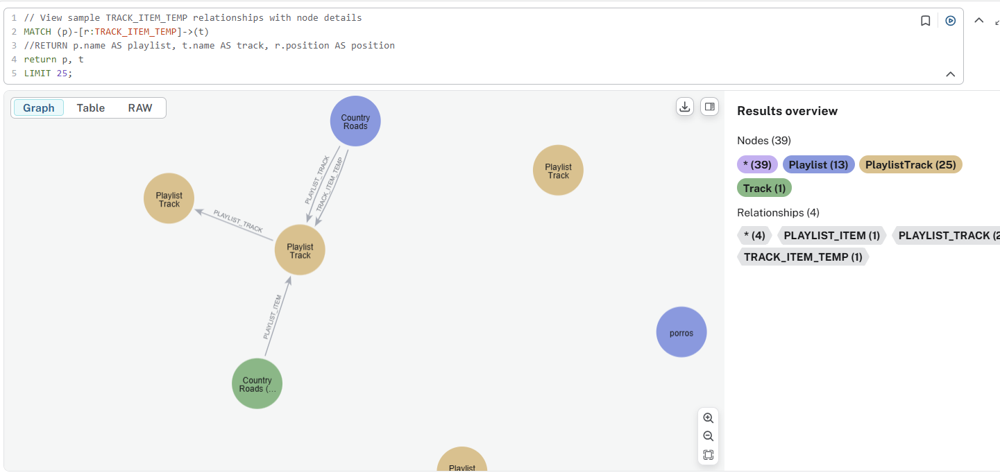 1 // View sample TRACK_ITEM_TEMP relationships with node details
2 MATCH (p)-[r:TRACK_ITEM_TEMP]->(t)
3 //RETURN p.name AS playlist, t.name AS track, r.position AS position
4 return p, t
5 LIMIT 25;
Graph Table RAW
Country
Roads
PLAYLIST_TRACK
TRACK_ITEM_TEMP
Playlist
Track
Playlist
Track
PLAYLIST_TRACK
Playlist
Track
PLAYLIST_ITEM
porros
Country
Roads (...
Playlist
Results overview
Nodes (39)
* (39) Playlist (13) PlaylistTrack (25)
Track (1)
Relationships (4)
* (4) PLAYLIST_ITEM (1) PLAYLIST_TRACK (2
TRACK_ITEM_TEMP (1)